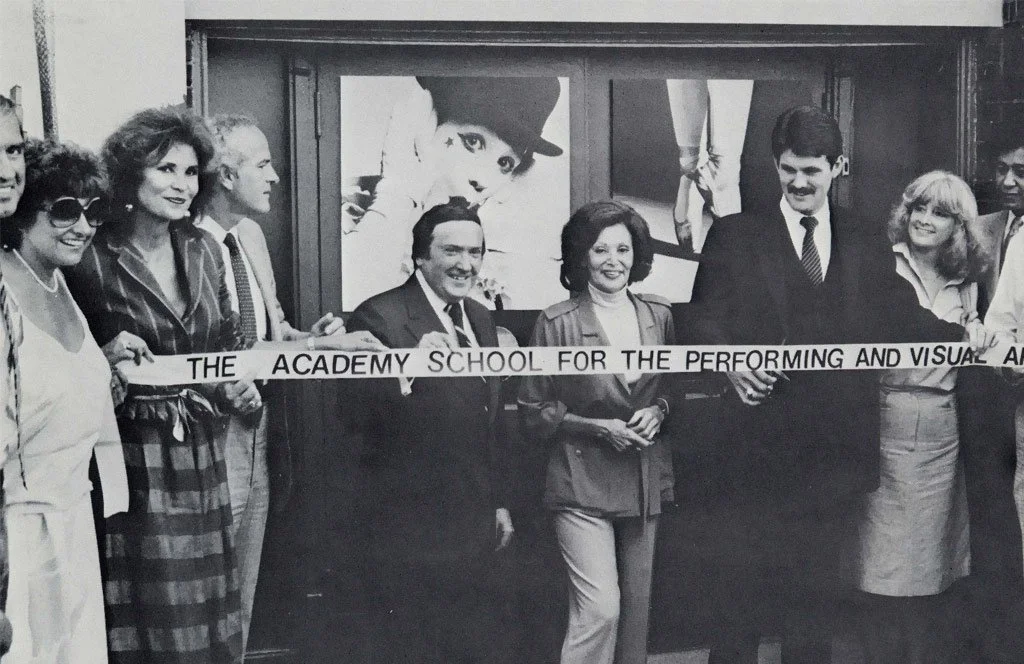 THE ACADEMY SCHOOL FOR THE PERFORMING AND VISUAL